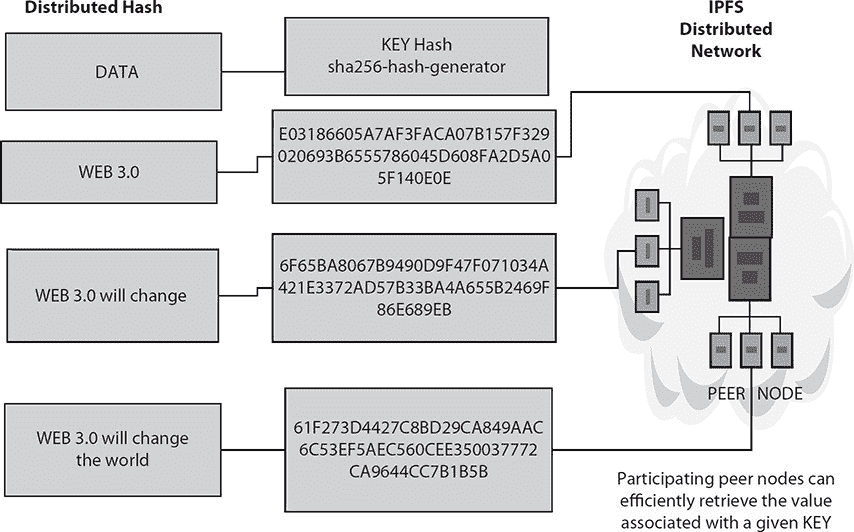 Distributed Hash
IPFS
Distributed
Network
DATA
KEY Hash
sha256-hash-generator
WEB 3.0
E03186605A7AF3FACA07B157F329
020693B6555786045D608FA2D5A0
5F140E0E
WEB 3.0 will change
6F65BA8067B9490D9F47F071034A
421E3372AD57B33BA4A655B2469F
86E689EB
PEER NODE
WEB 3.0 will change
the world
61F273D4427C8BD29CA849AAC
6C53EF5AEC560CEE350037772
CA9644CC7B1B5B
Participating peer nodes can
efficiently retrieve the value
associated with a given KEY